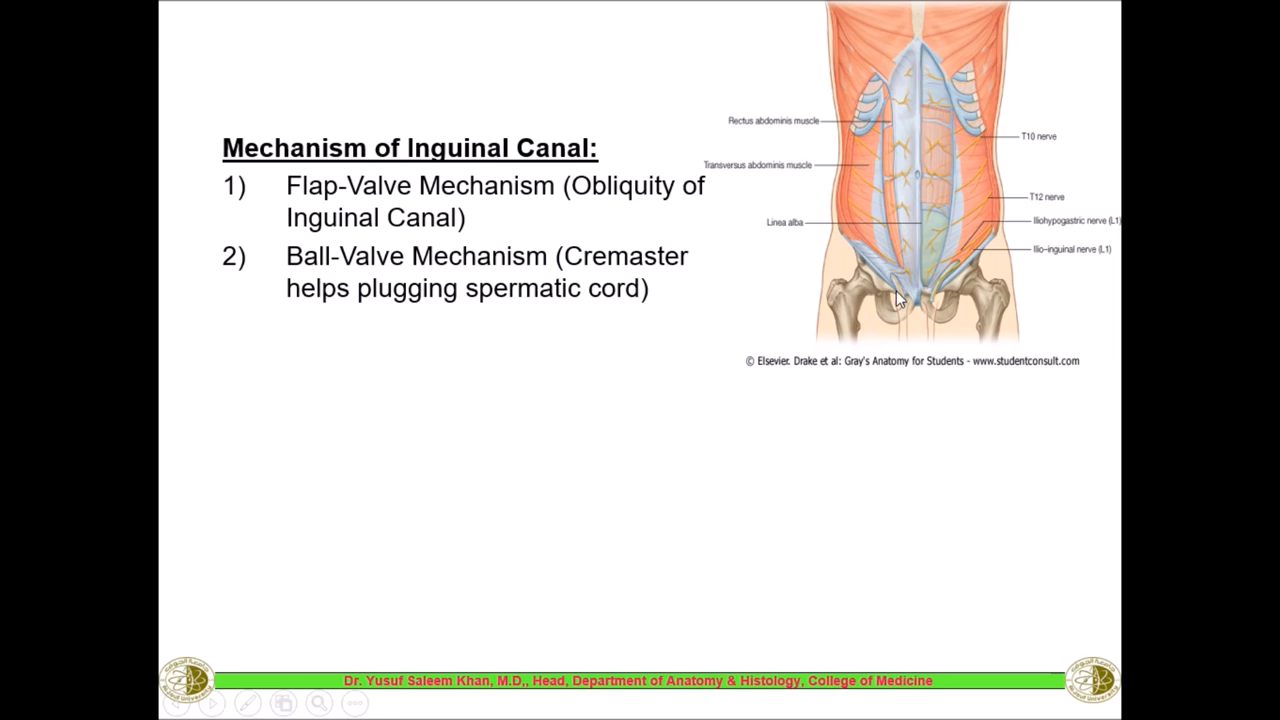 Mechanism of Inguinal Canal:
1) Flap-Valve Mechanism (Obliquity of
Inguinal Canal)
2) Ball-Valve Mechanism (Cremaster
helps plugging spermatic cord)
Rectus abdominis muscle
Transversus abdominis muscle
Linea alba
T10 nerve
T12 nerve
Iliohypogastric nerve (L1)
Ilio-inguinal nerve (L1)
© Elsevier. Drake et al: Gray's Anatomy for Students - www.studentconsult.com
Dr. Yusuf Saleem Khan, M.D,, Head, Department of Anatomy & Histology, College of Medicine